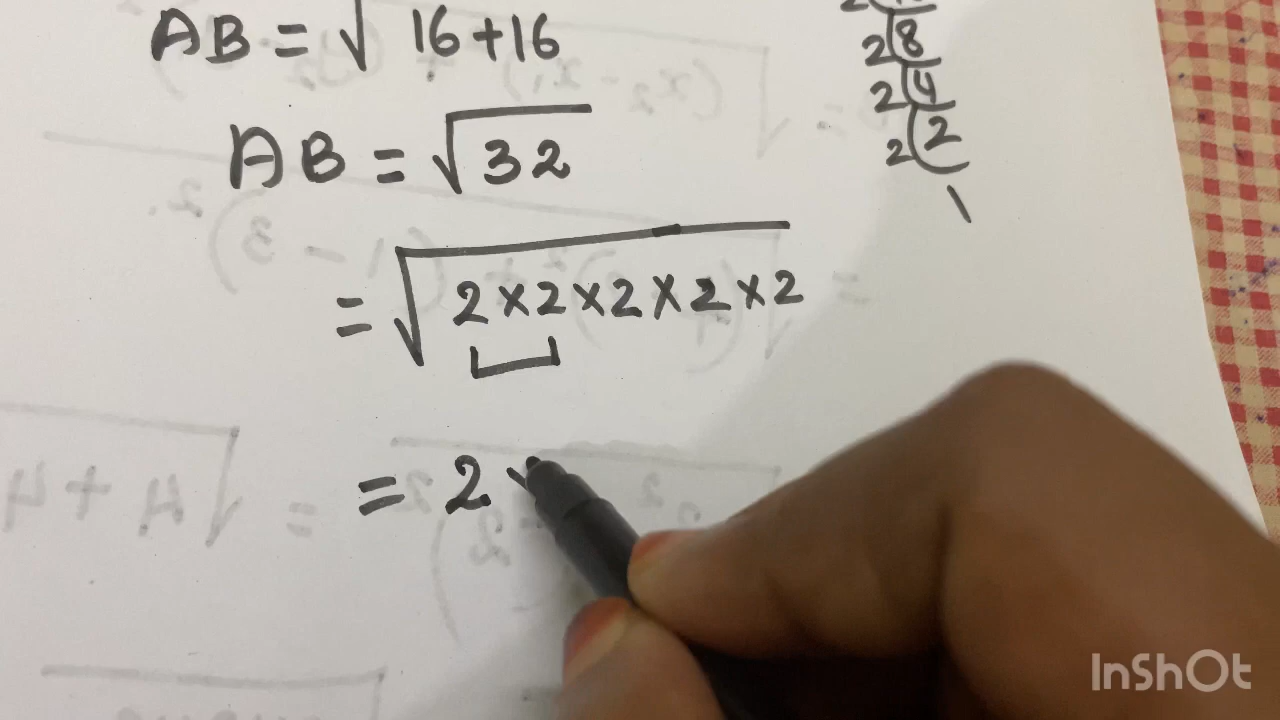 AB = √16+16
AB = √32
= √2×2×2×2×2
= 2
2 8
2 4
2 2
1
InShOt